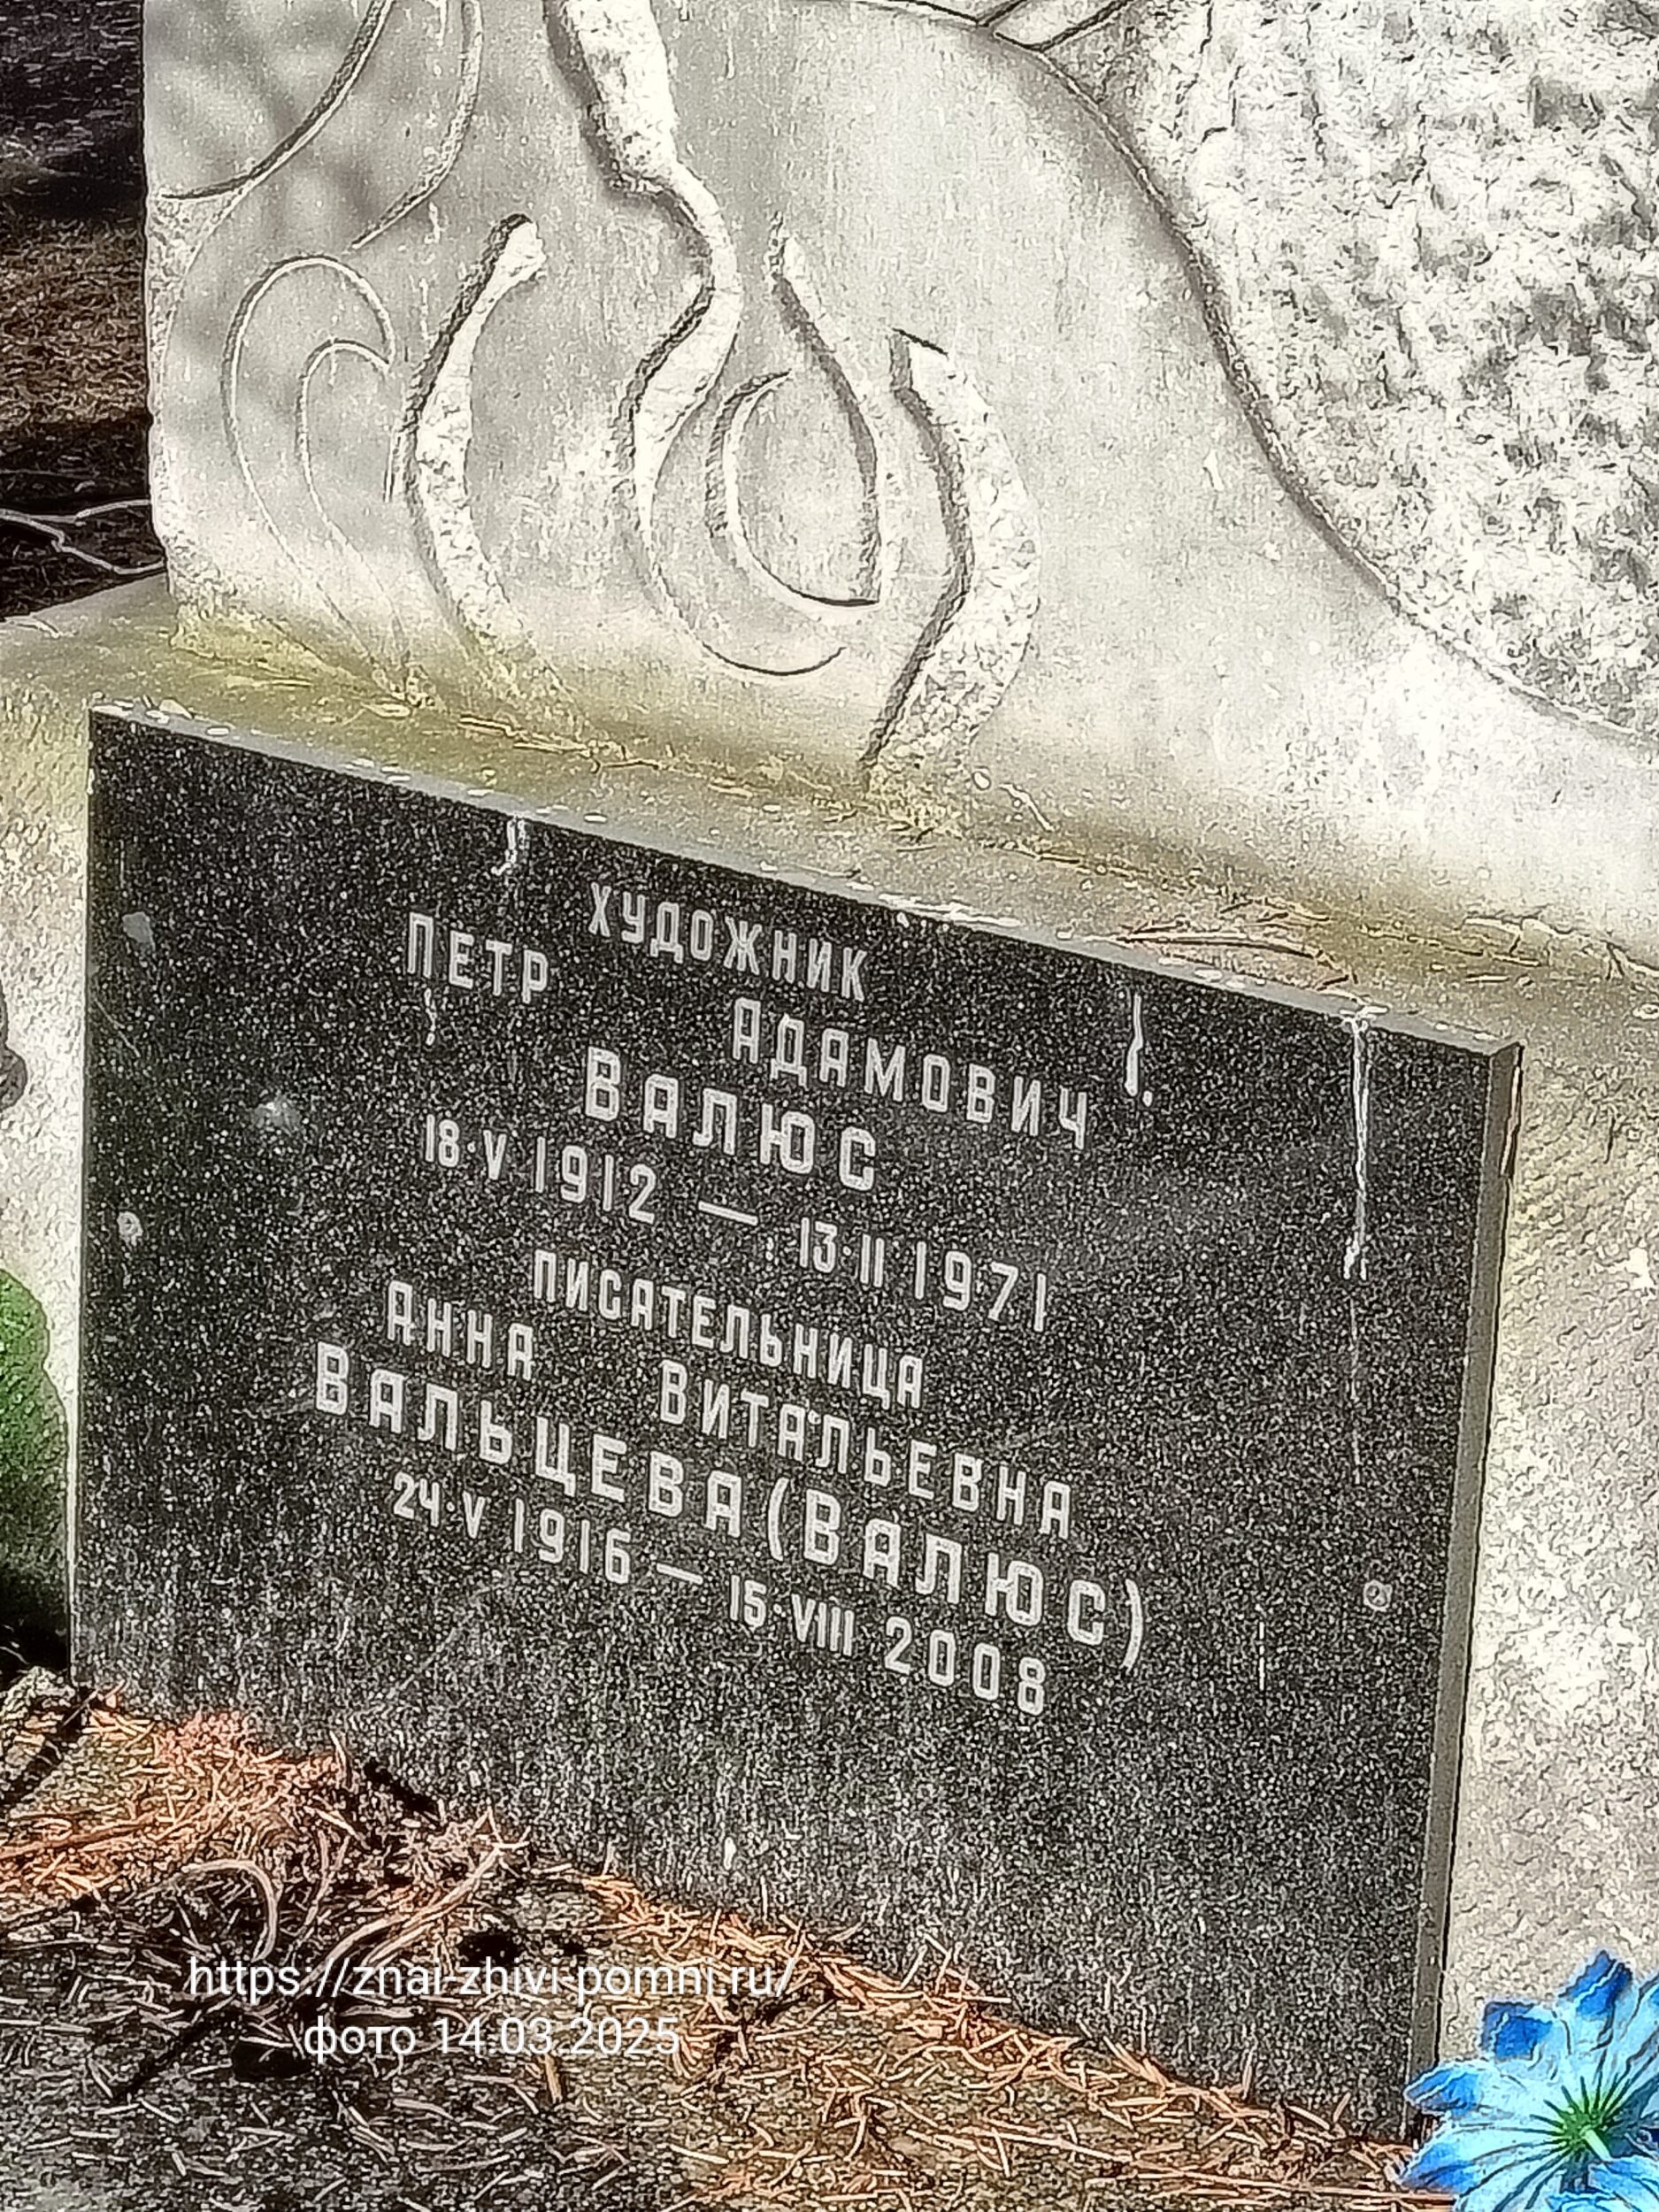 ХУДОЖНИК
ПЕТР АДАМОВИЧ
ВАЛЮС
18·V 1912 — 13·II 1971
ПИСАТЕЛЬНИЦА
АННА ВИТАЛЬЕВНА
ВАЛЬЦЕВА (ВАЛЮС)
24·V 1916 — 15·VIII 2008
https://znai-zhivi-pomni.ru/
фото 14.03.2025